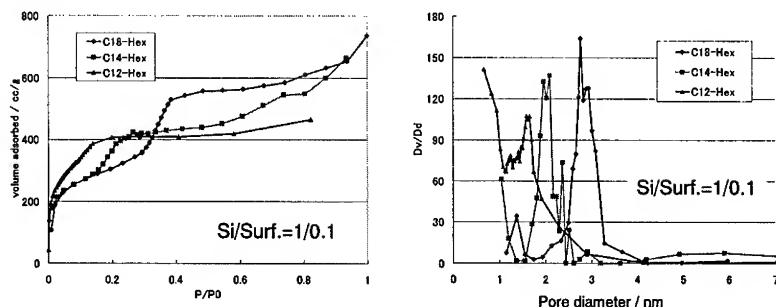 volume adsorbed / cc/g
800
600
400
200
0
C18-Hex
C14-Hex
C12-Hex
Si/Surf.=1/0.1
0 0.2 0.4 0.6 0.8 1
P/P0
Dv/Dd
180
150
120
90
60
30
0
C18-Hex
C14-Hex
C12-Hex
Si/Surf.=1/0.1
0 1 2 3 4 5 6 7
Pore diameter / nm